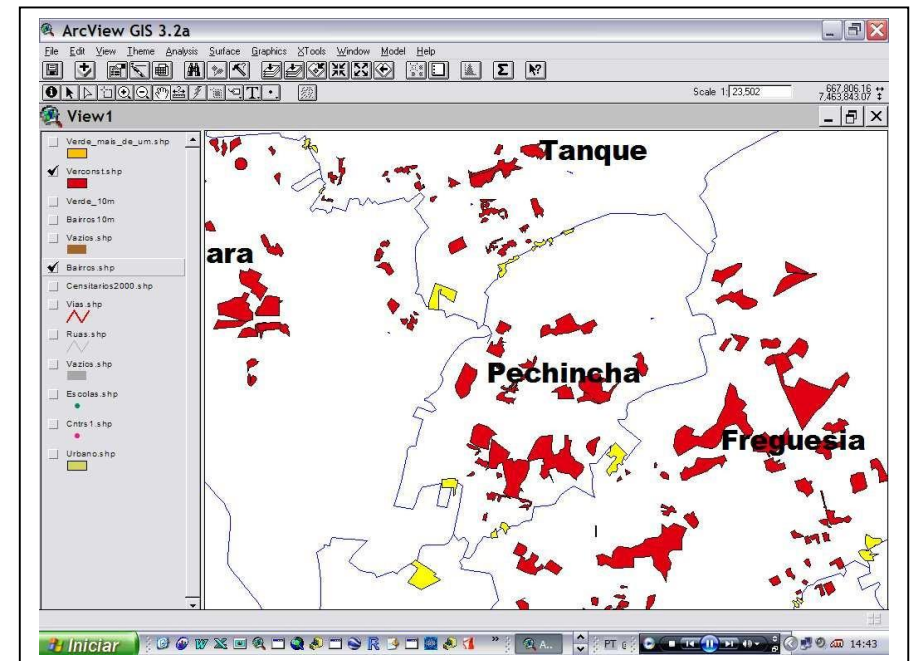 ArcView GIS 3.2a
File Edit View Theme Analysis Surface Graphics XTools Window Model Help
Scale 1: 23,502
667,806.16
7,463,843.07
View1
Verde_mais_de_um.shp
Verconst.shp
Verde_10m
Bairros10m
Vazios.shp
Bairros.shp
Censitarios2000.shp
Vias.shp
Ruas.shp
Vazios.shp
Escolas.shp
Cntrs1.shp
Urbano.shp
Tanque
ara
Pechincha
Freguesia
Iniciar
A..
PT
14:43